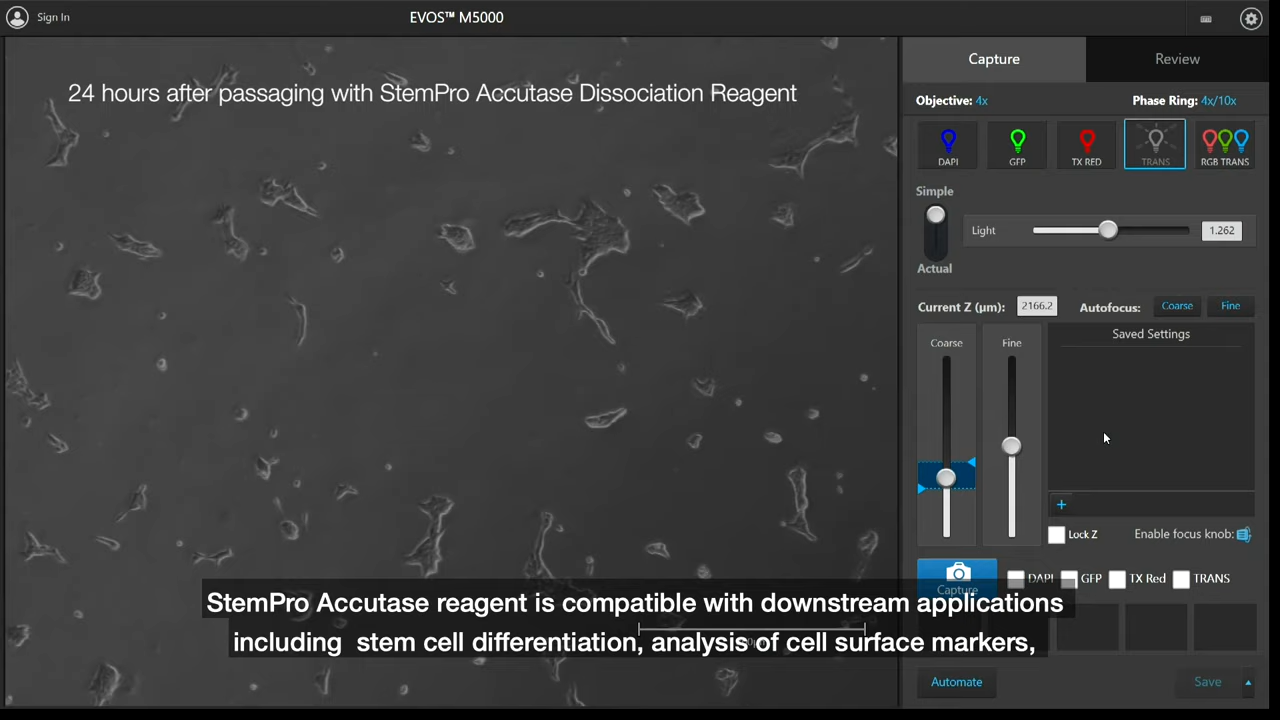 Sign In
EVOS™ M5000
24 hours after passaging with StemPro Accutase Dissociation Reagent
Capture
Review
Objective: 4x
Phase Ring: 4x/10x
DAPI
GFP
TX RED
TRANS
RGB TRANS
Simple
Light
1.262
Actual
Current Z (µm):
2166.2
Autofocus:
Coarse
Fine
Coarse
Fine
Saved Settings
+
Lock Z
Enable focus knob:
Capture
DAPI
GFP
TX Red
TRANS
StemPro Accutase reagent is compatible with downstream applications
including stem cell differentiation, analysis of cell surface markers,
Automate
Save